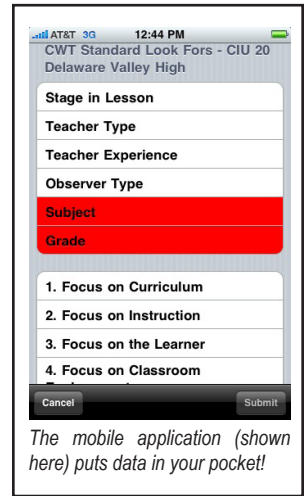 AT&T 3G 12:44 PM
CWT Standard Look Fors - CIU 20
Delaware Valley High
Stage in Lesson
Teacher Type
Teacher Experience
Observer Type
Subject
Grade
1. Focus on Curriculum
2. Focus on Instruction
3. Focus on the Learner
4. Focus on Classroom
Cancel Submit
The mobile application (shown
here) puts data in your pocket!